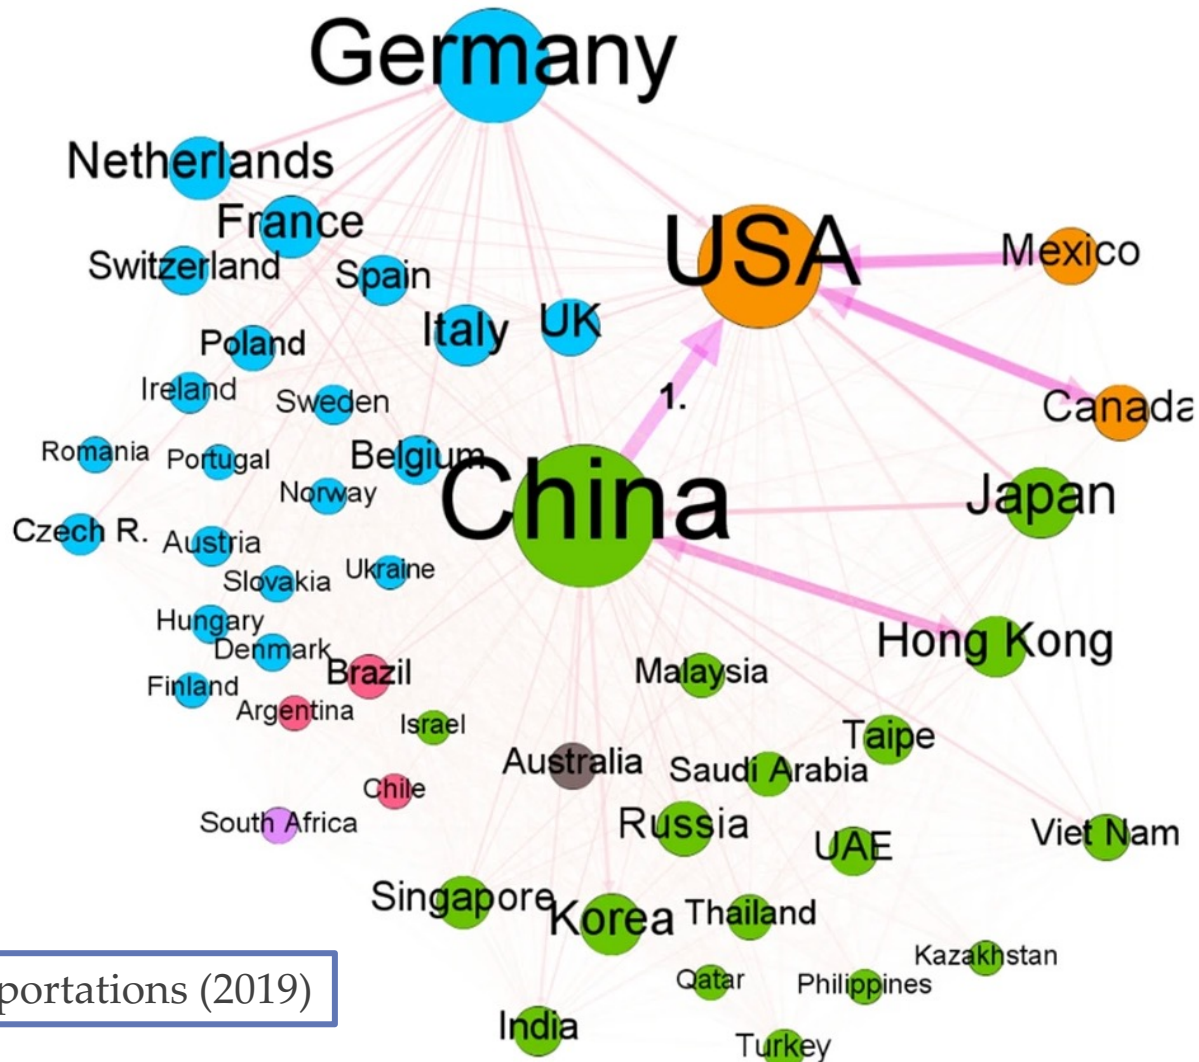 Germany
Netherlands
France
USA
Mexico
Switzerland
Spain
Italy
UK
Poland
1.
Ireland
Sweden
Canada
Romania
Portugal
Belgium
Norway
China
Japan
Czech R.
Austria
Slovakia
Ukraine
Hungary
Denmark
Hong Kong
Finland
Brazil
Malaysia
Argentina
Israel
Taipe
Australia
Saudi Arabia
Chile
South Africa
Russia
UAE
Viet Nam
Singapore
Korea
Thailand
Kazakhstan
Qatar
Philippines
portations (2019)
India
Turkey